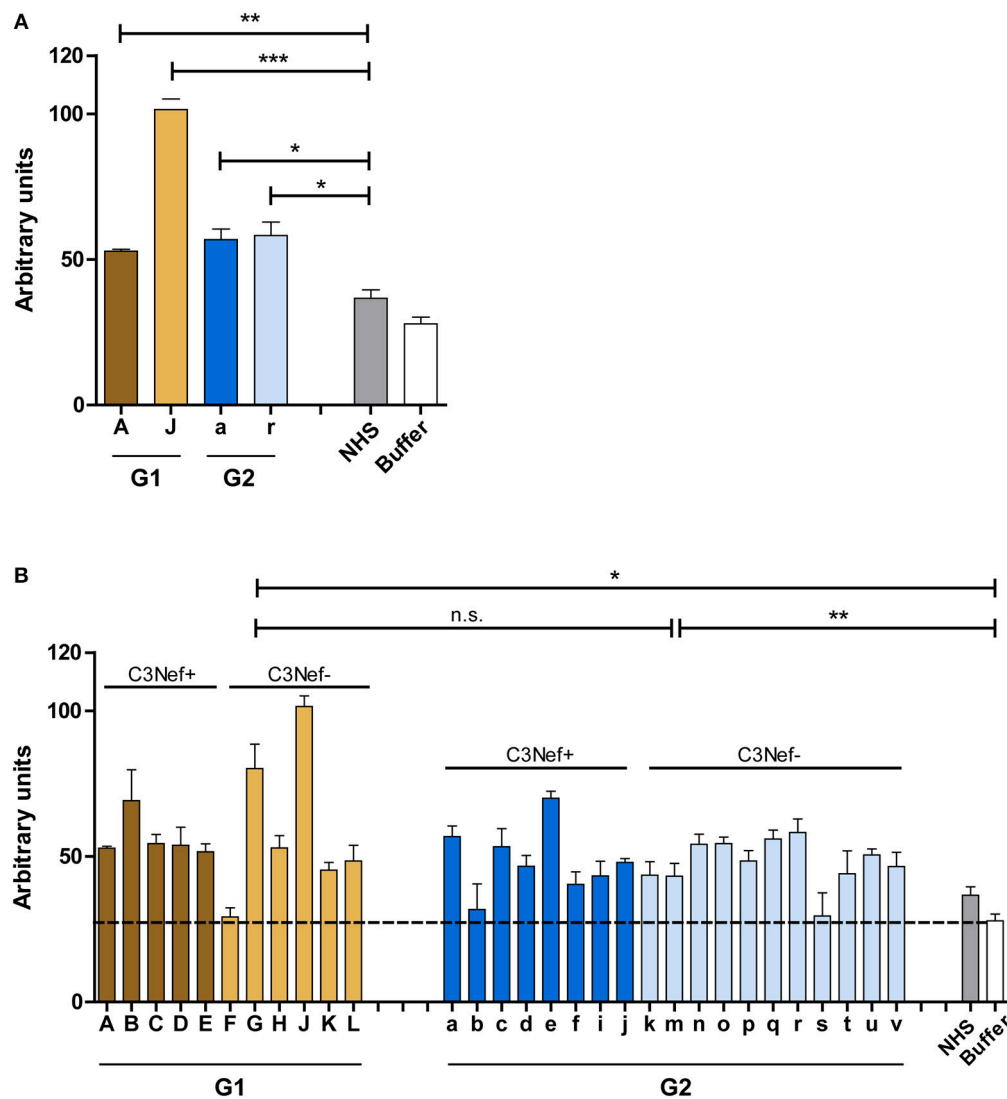 A
**
***
*
*
120
100
50
0
Arbitrary units
A J a r NHS Buffer
G1 G2
B
*
n.s. **
120
100
50
0
Arbitrary units
C3Nef+ C3Nef-
C3Nef+ C3Nef-
A B C D E F G H J K L a b c d e f i j k m n o p q r s t u v NHS Buffer
G1 G2